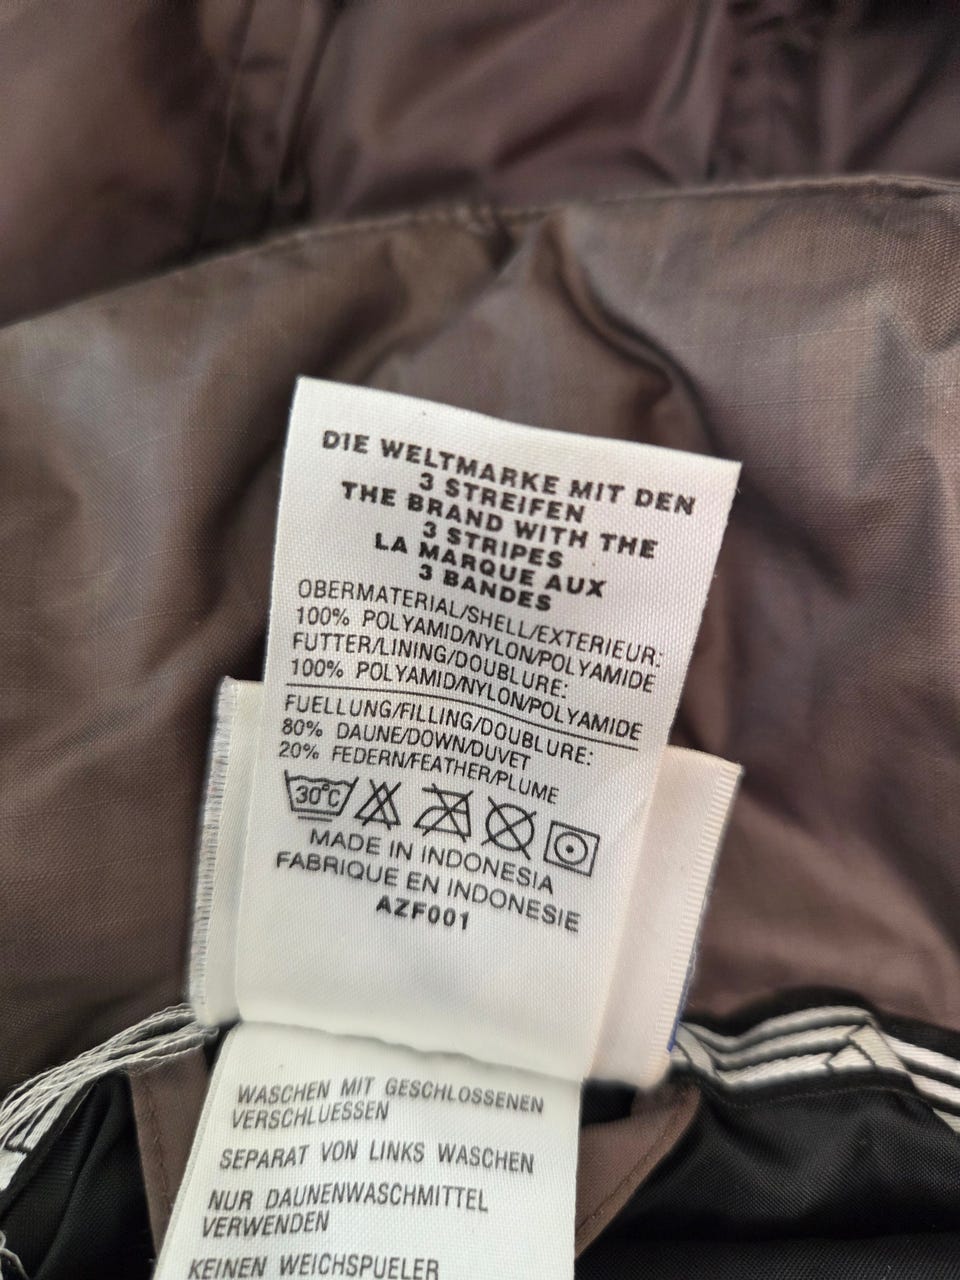 DIE WELTMARKE MIT DEN
3 STREIFEN
THE BRAND WITH THE
3 STRIPES
LA MARQUE AUX
3 BANDES
OBERMATERIAL/SHELL/EXTERIEUR:
100% POLYAMID/NYLON/POLYAMIDE
FUTTER/LINING/DOUBLURE:
100% POLYAMID/NYLON/POLYAMIDE
FUELLUNG/FILLING/DOUBLURE:
80% DAUNE/DOWN/DUVET
20% FEDERN/FEATHER/PLUME
30°C
MADE IN INDONESIA
FABRIQUE EN INDONESIE
AZF001
WASCHEN MIT GESCHLOSSENEN
VERSCHLUESSEN
SEPARAT VON LINKS WASCHEN
NUR DAUNENWASCHMITTEL
VERWENDEN
KEINEN WEICHSPUELER